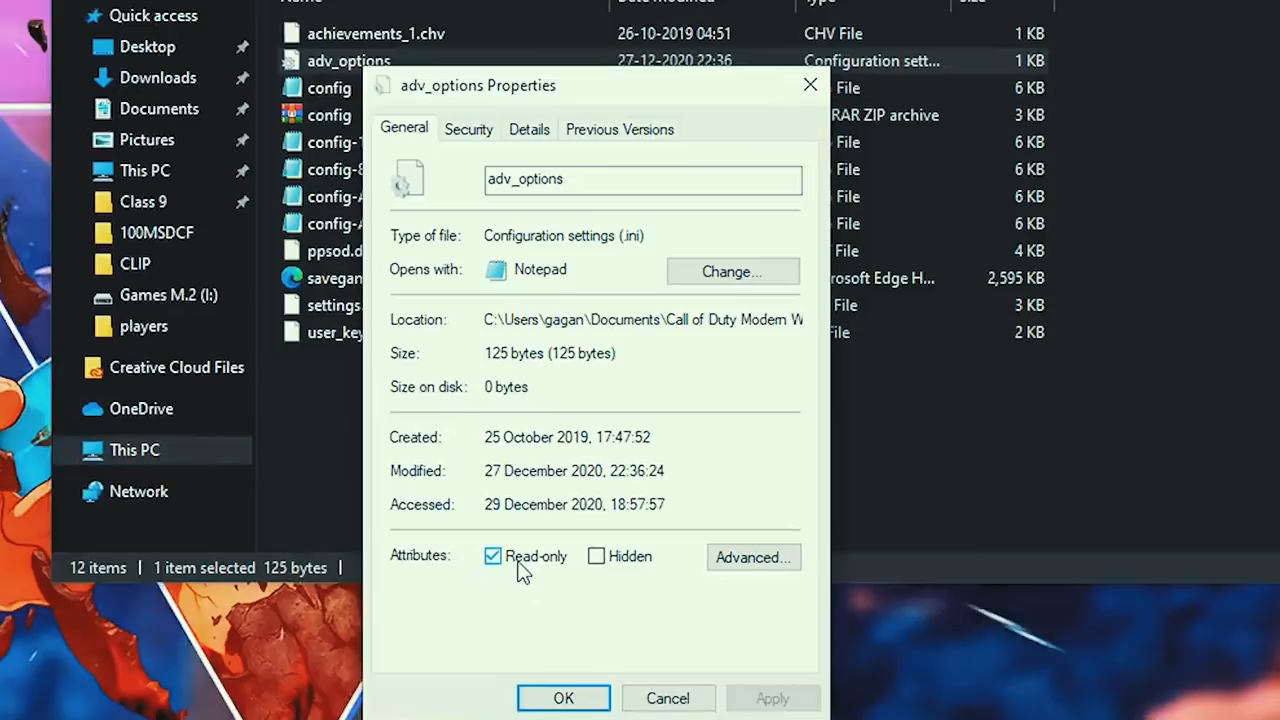 Quick access
Desktop
Downloads
Documents
Pictures
This PC
Class 9
100MSDCF
CLIP
Games M.2 (I:)
players
Creative Cloud Files
OneDrive
This PC
Network
achievements_1.chv 26-10-2019 04:51 CHV File 1 KB
adv_options 27-12-2020 22:36 Configuration sett... 1 KB
config File 6 KB
config RAR ZIP archive 3 KB
config-1 File 6 KB
config-8 File 6 KB
config-A File 6 KB
config-A File 6 KB
ppsod.d File 4 KB
savegam rosoft Edge H... 2,595 KB
settings File 3 KB
user_key File 2 KB
12 items 1 item selected 125 bytes
adv_options Properties
General Security Details Previous Versions
adv_options
Type of file: Configuration settings (.ini)
Opens with: Notepad Change...
Location: C:\Users\gagan\Documents\Call of Duty Modern W
Size: 125 bytes (125 bytes)
Size on disk: 0 bytes
Created: 25 October 2019, 17:47:52
Modified: 27 December 2020, 22:36:24
Accessed: 29 December 2020, 18:57:57
Attributes: Read-only Hidden Advanced...
OK Cancel Apply